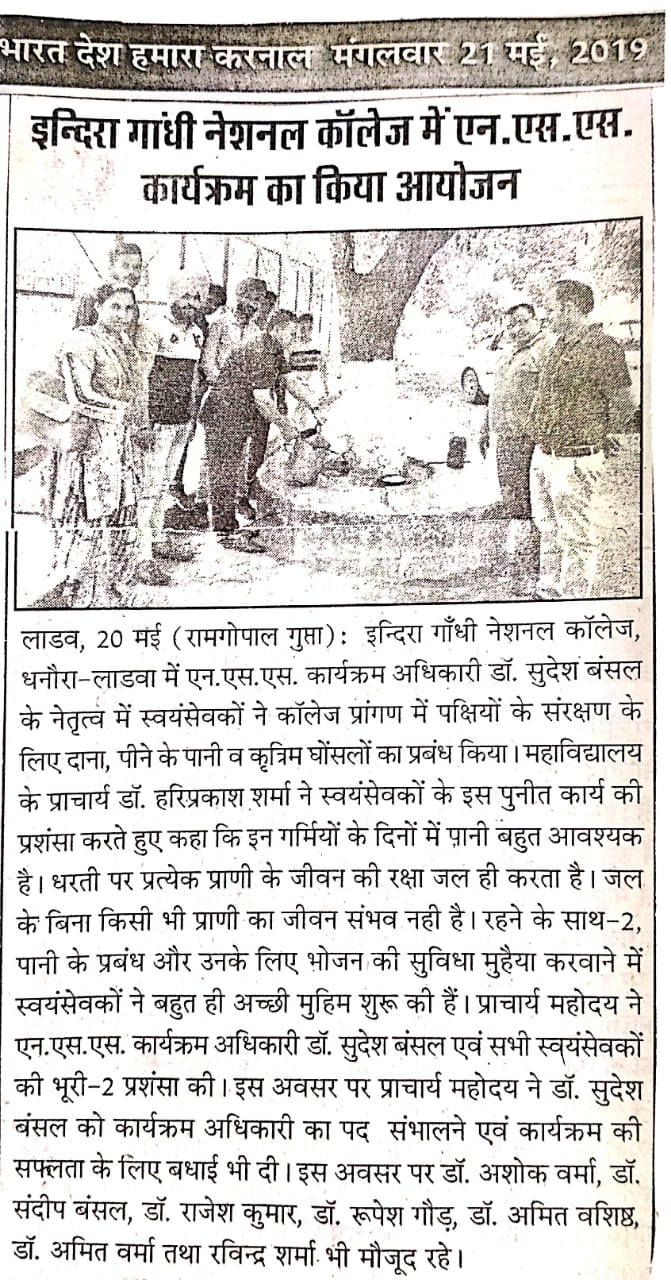 भारत देश हमारा करनाल मंगलवार 21 मई, 2019
इन्दिरा गांधी नेशनल कॉलेज में एन.एस.एस.
कार्यक्रम का किया आयोजन
लाडव, 20 मई (रामगोपाल गुप्ता): इन्दिरा गाँधी नेशनल कॉलेज,
धनौरा-लाडवा में एन.एस.एस. कार्यक्रम अधिकारी डॉ. सुदेश बंसल
के नेतृत्व में स्वयंसेवकों ने कॉलेज प्रांगण में पक्षियों के संरक्षण के
लिए दाना, पीने के पानी व कृत्रिम घोंसलों का प्रबंध किया। महाविद्यालय
के प्राचार्य डॉ. हरिप्रकाश शर्मा ने स्वयंसेवकों के इस पुनीत कार्य की
प्रशंसा करते हुए कहा कि इन गर्मियों के दिनों में पानी बहुत आवश्यक
है। धरती पर प्रत्येक प्राणी के जीवन की रक्षा जल ही करता है। जल
के बिना किसी भी प्राणी का जीवन संभव नही है। रहने के साथ-2,
पानी के प्रबंध और उनके लिए भोजन की सुविधा मुहैया करवाने में
स्वयंसेवकों ने बहुत ही अच्छी मुहिम शुरू की हैं। प्राचार्य महोदय ने
एन.एस.एस. कार्यक्रम अधिकारी डॉ. सुदेश बंसल एवं सभी स्वयंसेवकों
की भूरी-2 प्रशंसा की। इस अवसर पर प्राचार्य महोदय ने डॉ. सुदेश
बंसल को कार्यक्रम अधिकारी का पद संभालने एवं कार्यक्रम की
सफ्लता के लिए बधाई भी दी। इस अवसर पर डॉ. अशोक वर्मा, डॉ.
संदीप बंसल, डॉ. राजेश कुमार, डॉ. रूपेश गौड़, डॉ. अमित वशिष्ठ,
डॉ. अमित वर्मा तथा रविन्द्र शर्मा भी मौजूद रहे।